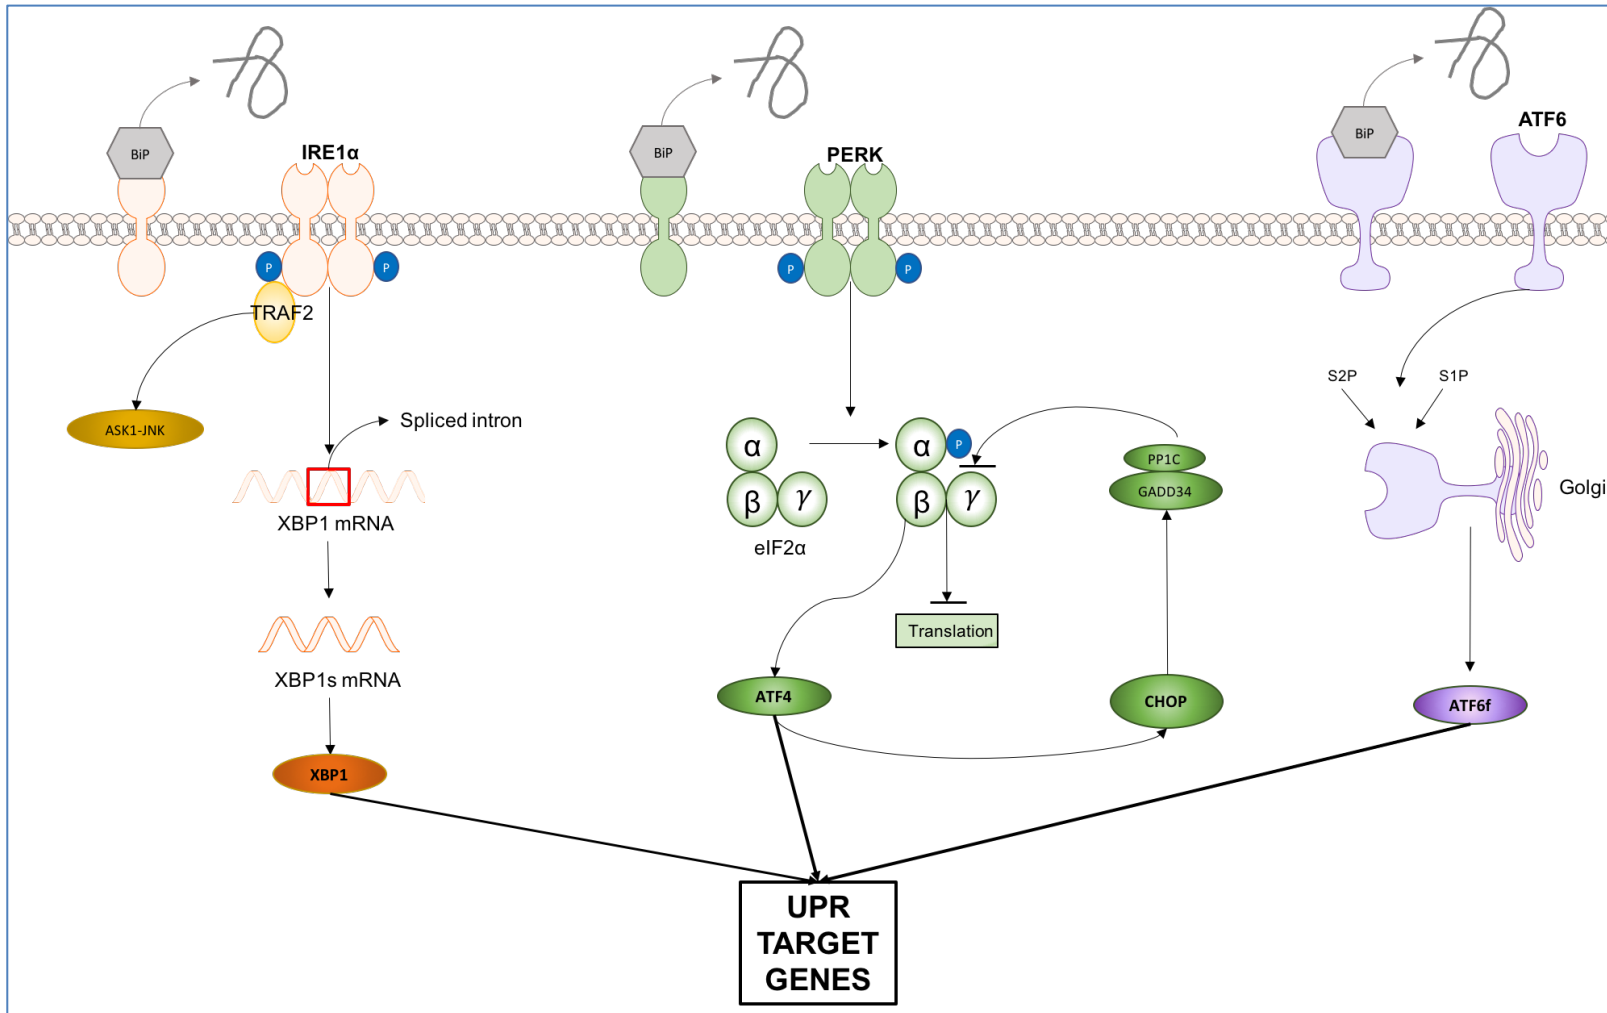 BiP
IRE1α
BiP
PERK
BiP
ATF6
P
P
P
P
TRAF2
ASK1-JNK
Spliced intron
XBP1 mRNA
XBP1s mRNA
XBP1
α
β
γ
eIF2α
α
P
β
γ
Translation
PP1C
GADD34
ATF4
CHOP
S2P
S1P
Golgi
ATF6f
UPR
TARGET
GENES